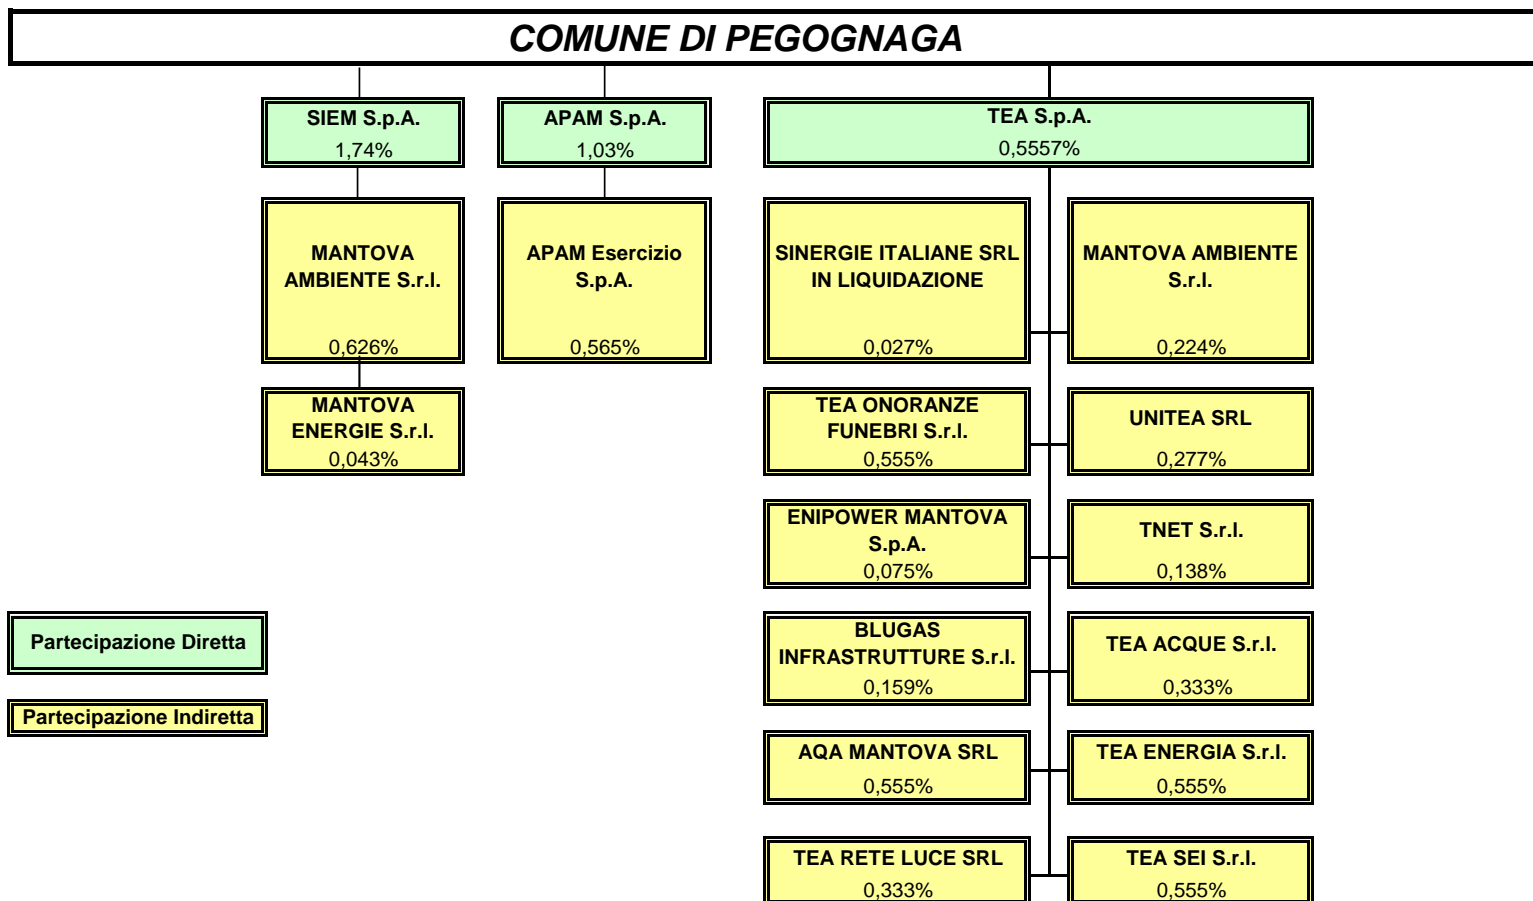 COMUNE DI PEGOGNAGA
SIEM S.p.A.
1,74%
APAM S.p.A.
1,03%
TEA S.p.A.
0,5557%
MANTOVA
AMBIENTE S.r.l.
0,626%
APAM Esercizio
S.p.A.
0,565%
SINERGIE ITALIANE SRL
IN LIQUIDAZIONE
0,027%
MANTOVA AMBIENTE
S.r.l.
0,224%
MANTOVA
ENERGIE S.r.l.
0,043%
TEA ONORANZE
FUNEBRI S.r.l.
0,555%
UNITEA SRL
0,277%
ENIPOWER MANTOVA
S.p.A.
0,075%
TNET S.r.l.
0,138%
Partecipazione Diretta
BLUGAS
INFRASTRUTTURE S.r.l.
0,159%
TEA ACQUE S.r.l.
0,333%
Partecipazione Indiretta
AQA MANTOVA SRL
0,555%
TEA ENERGIA S.r.l.
0,555%
TEA RETE LUCE SRL
0,333%
TEA SEI S.r.l.
0,555%